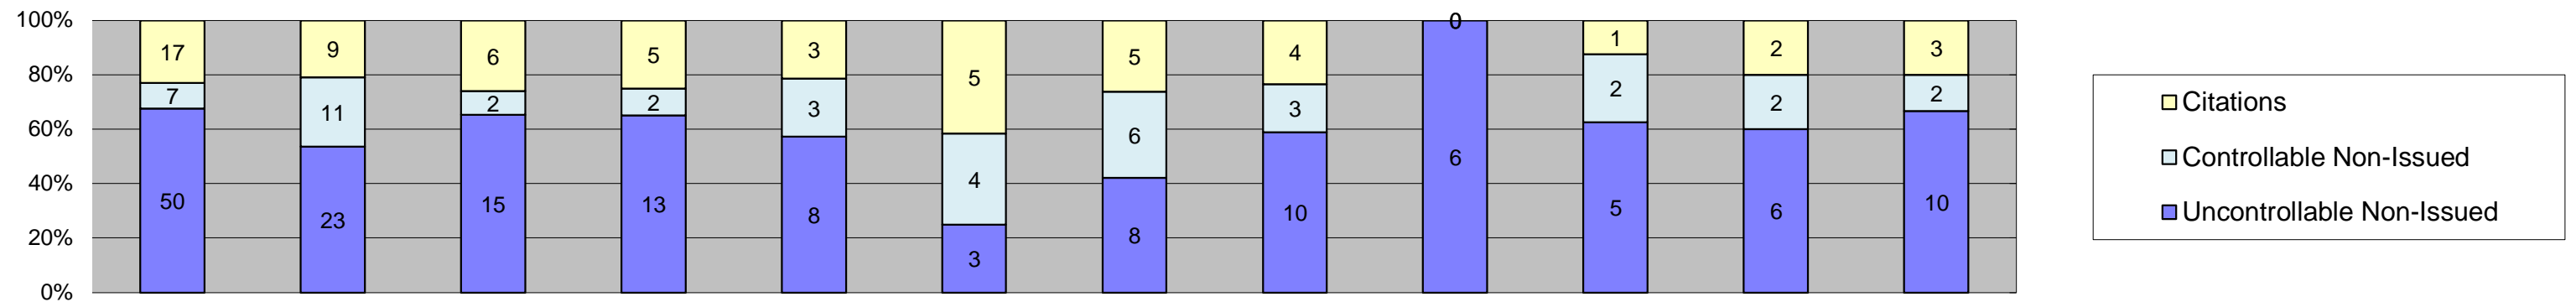 100%
80%
60%
40%
20%
0%
17 9 6 5 3 5 5 4 0 1 2 3
7 11 2 2 3 4 6 3 2 2 2
50 23 15 13 8 3 8 10 6 5 6 10
Citations
Controllable Non-Issued
Uncontrollable Non-Issued